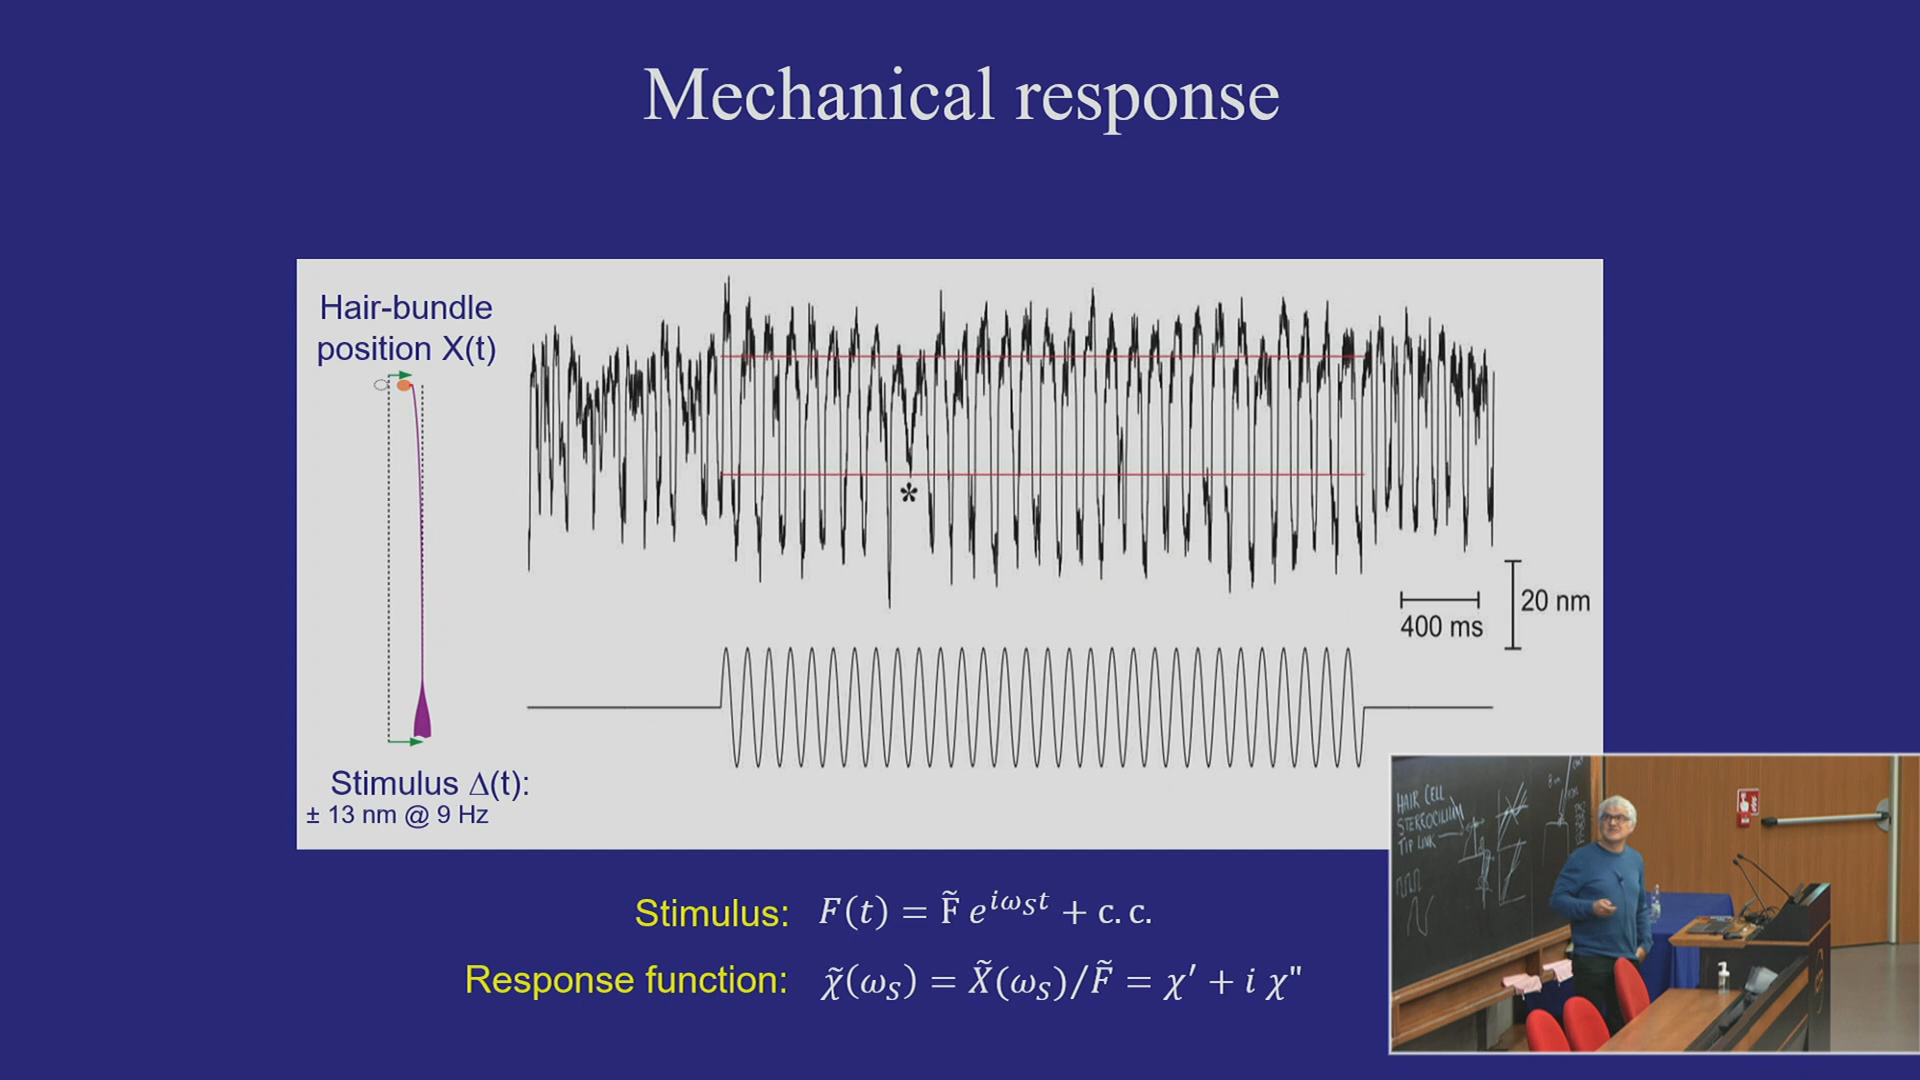 Mechanical response
Hair-bundle
position X(t)
*
400 ms
20 nm
Stimulus Δ(t):
± 13 nm @ 9 Hz
Stimulus: F(t) = F̃ e^{iω_S t} + c.c.
Response function: χ̃(ω_S) = X̃(ω_S)/F̃ = χ′ + i χ"
HAIR CELL
STEREOCILIUM
TIP LINK